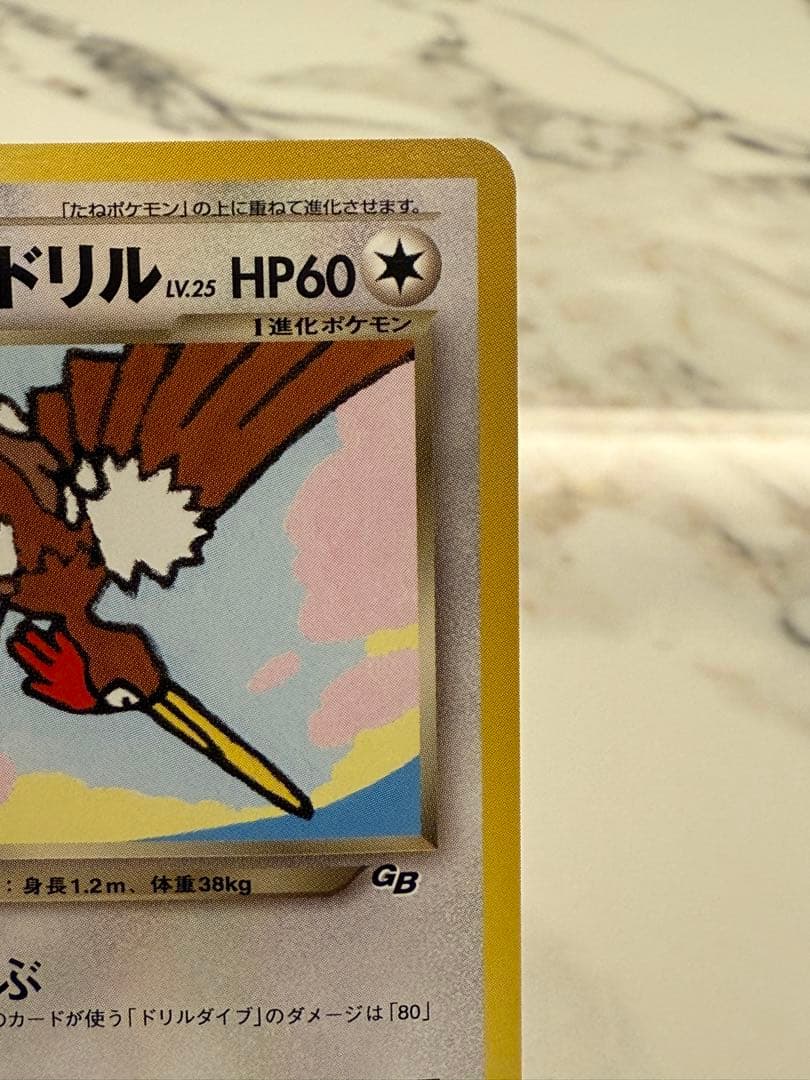 「たねポケモン」の上に重ねて進化させます。
ドリル LV.25 HP60
1進化ポケモン
：身長1.2m、体重38kg
GB
ぶ
のカードが使う「ドリルダイブ」のダメージは「80」